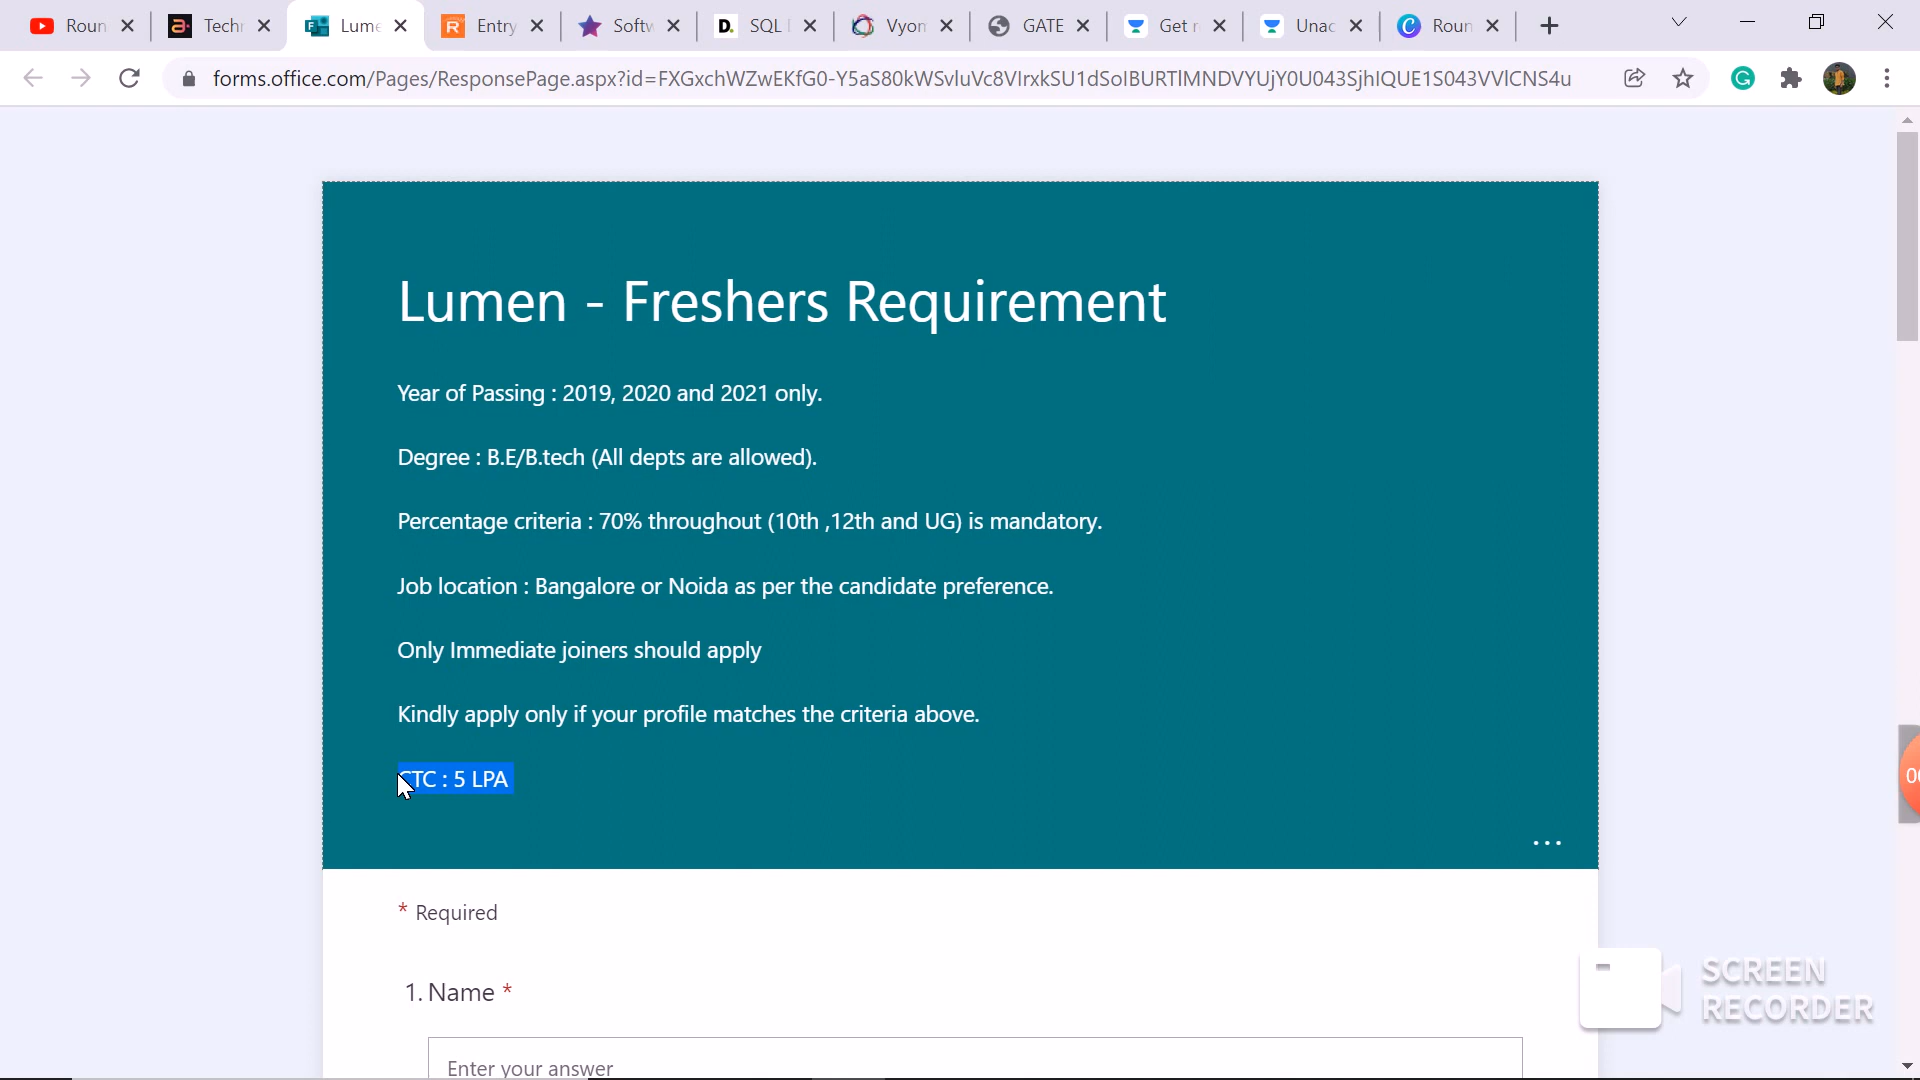 Roun
Techr
Lume
Entry
Softw
SQL
Vyom
GATE
Get r
Unac
Roun
forms.office.com/Pages/ResponsePage.aspx?id=FXGxchWZwEKfG0-Y5aS80kWSvluVc8VIrxkSU1dSolBURTlMNDVYUjY0U043SjhIQUE1S043VVlCNS4u
Lumen - Freshers Requirement
Year of Passing : 2019, 2020 and 2021 only.
Degree : B.E/B.tech (All depts are allowed).
Percentage criteria : 70% throughout (10th ,12th and UG) is mandatory.
Job location : Bangalore or Noida as per the candidate preference.
Only Immediate joiners should apply
Kindly apply only if your profile matches the criteria above.
CTC : 5 LPA
* Required
1. Name *
Enter your answer
SCREEN
RECORDER